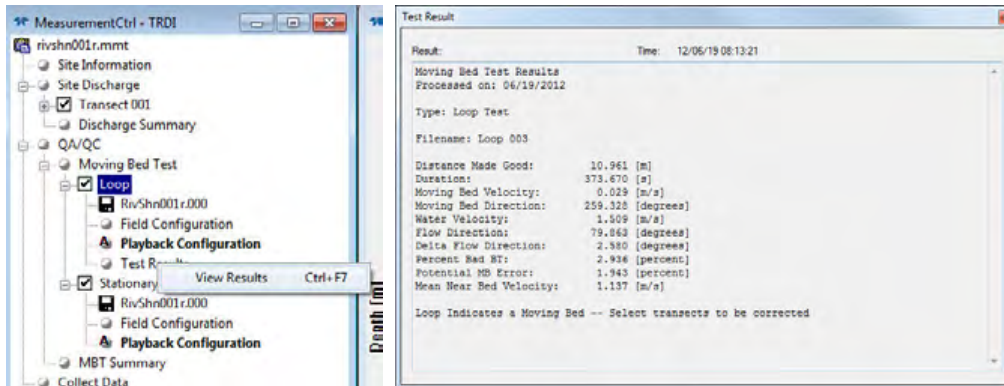 MeasurementCtrl - TRDI
rivshn001r.mmt
Site Information
Site Discharge
Transect 001
Discharge Summary
QA/QC
Moving Bed Test
Loop
RivShn001r.000
Field Configuration
Playback Configuration
Test R
View Results Ctrl+F7
Stationary
RivShn001r.000
Field Configuration
Playback Configuration
MBT Summary
Collect Data
Depth [m]
Test Result
Result: Time: 12/06/19 08:13:21
Moving Bed Test Results
Processed on: 06/19/2012
Type: Loop Test
Filename: Loop 003
Distance Made Good: 10.961 [m]
Duration: 373.670 [s]
Moving Bed Velocity: 0.029 [m/s]
Moving Bed Direction: 259.328 [degrees]
Water Velocity: 1.509 [m/s]
Flow Direction: 79.863 [degrees]
Delta Flow Direction: 2.580 [degrees]
Percent Bad BT: 2.936 [percent]
Potential MB Error: 1.943 [percent]
Mean Near Bed Velocity: 1.137 [m/s]
Loop Indicates a Moving Bed -- Select transects to be corrected